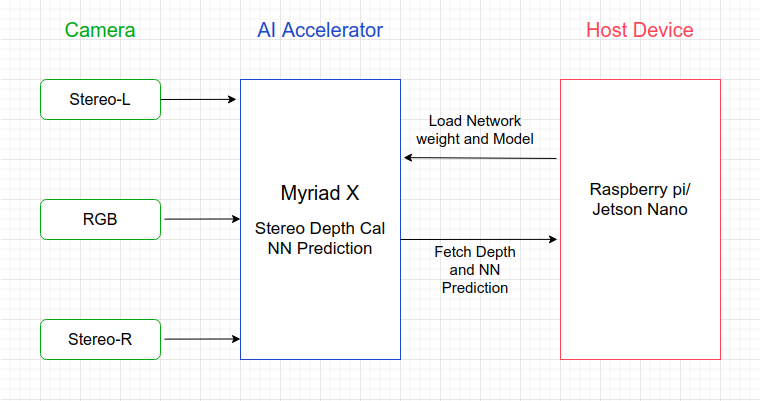 Camera
AI Accelerator
Host Device
Stereo-L
RGB
Stereo-R
Myriad X
Stereo Depth Cal
NN Prediction
Load Network
weight and Model
Fetch Depth
and NN
Prediction
Raspberry pi/
Jetson Nano